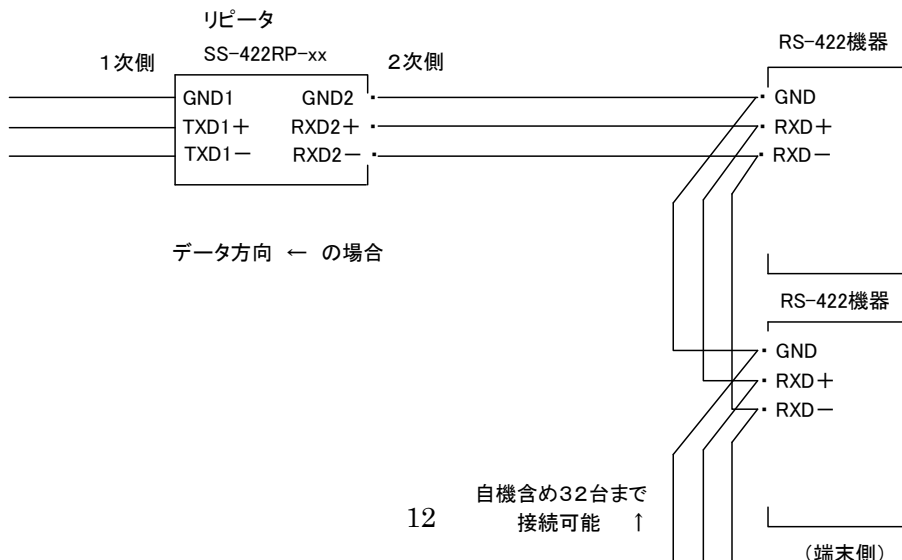 リピータ
SS-422RP-xx
1次側
2次側
GND1 GND2
TXD1+ RXD2+
TXD1- RXD2-
データ方向 ← の場合
RS-422機器
GND
RXD+
RXD-
RS-422機器
GND
RXD+
RXD-
自機含め32台まで
接続可能 ↑
12
(端末側)